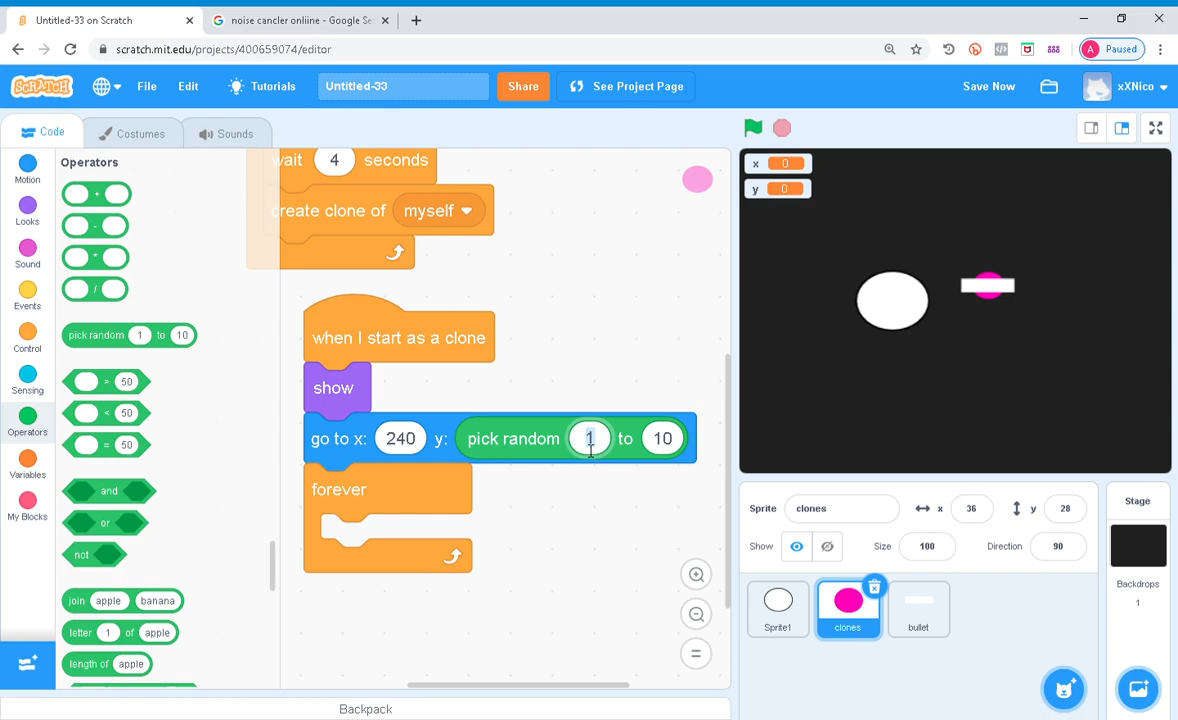 Untitled-33 on Scratch
noise cancler onliine - Google Se
scratch.mit.edu/projects/400659074/editor
A Paused
SCRATCH File Edit Tutorials Untitled-33 Share See Project Page Save Now xXNico
Code Costumes Sounds
Motion
Looks
Sound
Events
Control
Sensing
Operators
Variables
My Blocks
Operators
+
-
*
/
pick random 1 to 10
> 50
< 50
= 50
and
or
not
join apple banana
letter 1 of apple
length of apple
wait 4 seconds
create clone of myself
when I start as a clone
show
go to x: 240 y: pick random 1 to 10
forever
Backpack
x 0
y 0
Sprite clones x 36 y 28
Show Size 100 Direction 90
Sprite1
clones
bullet
Stage
Backdrops
1